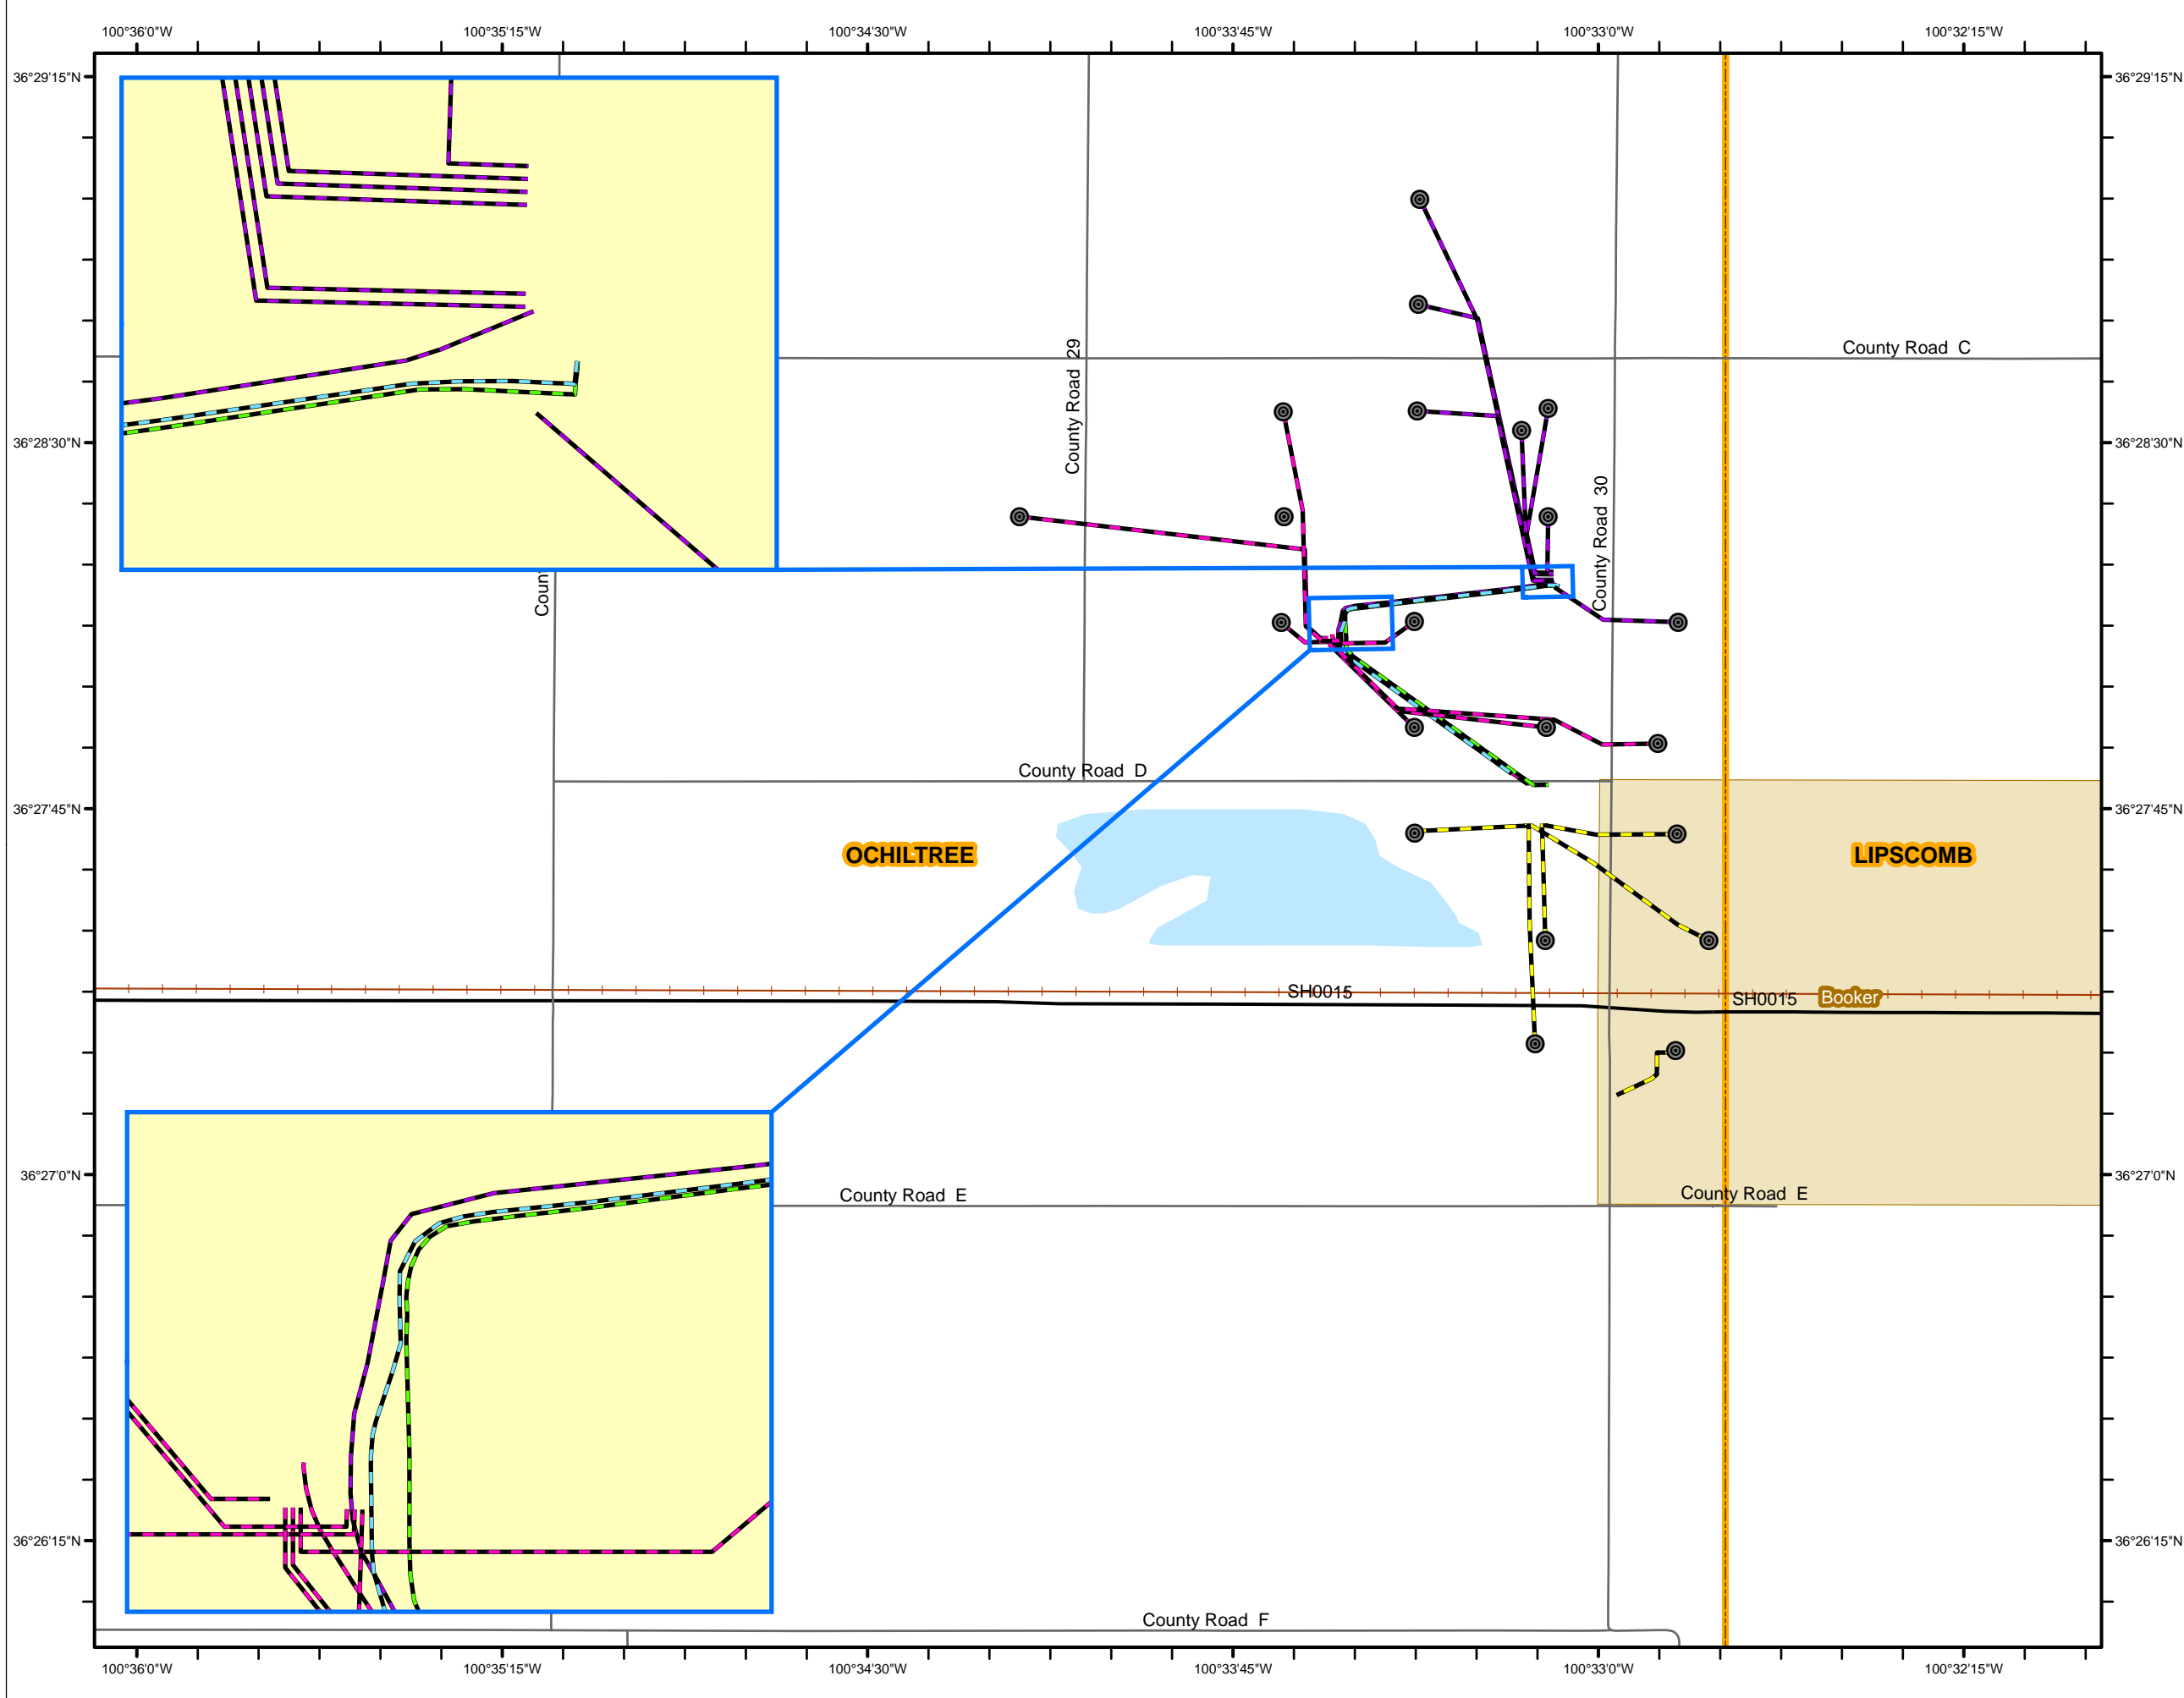 100°36'0"W
100°35'15"W
100°34'30"W
100°33'45"W
100°33'0"W
100°32'15"W
36°29'15"N
36°29'15"N
County Road C
County Road 29
36°28'30"N
36°28'30"N
County Road 30
Coun
County Road D
36°27'45"N
36°27'45"N
OCHILTREE
LIPSCOMB
SH0015
SH0015
Booker
36°27'0"N
36°27'0"N
County Road E
County Road E
36°26'15"N
36°26'15"N
County Road F
100°36'0"W
100°35'15"W
100°34'30"W
100°33'45"W
100°33'0"W
100°32'15"W